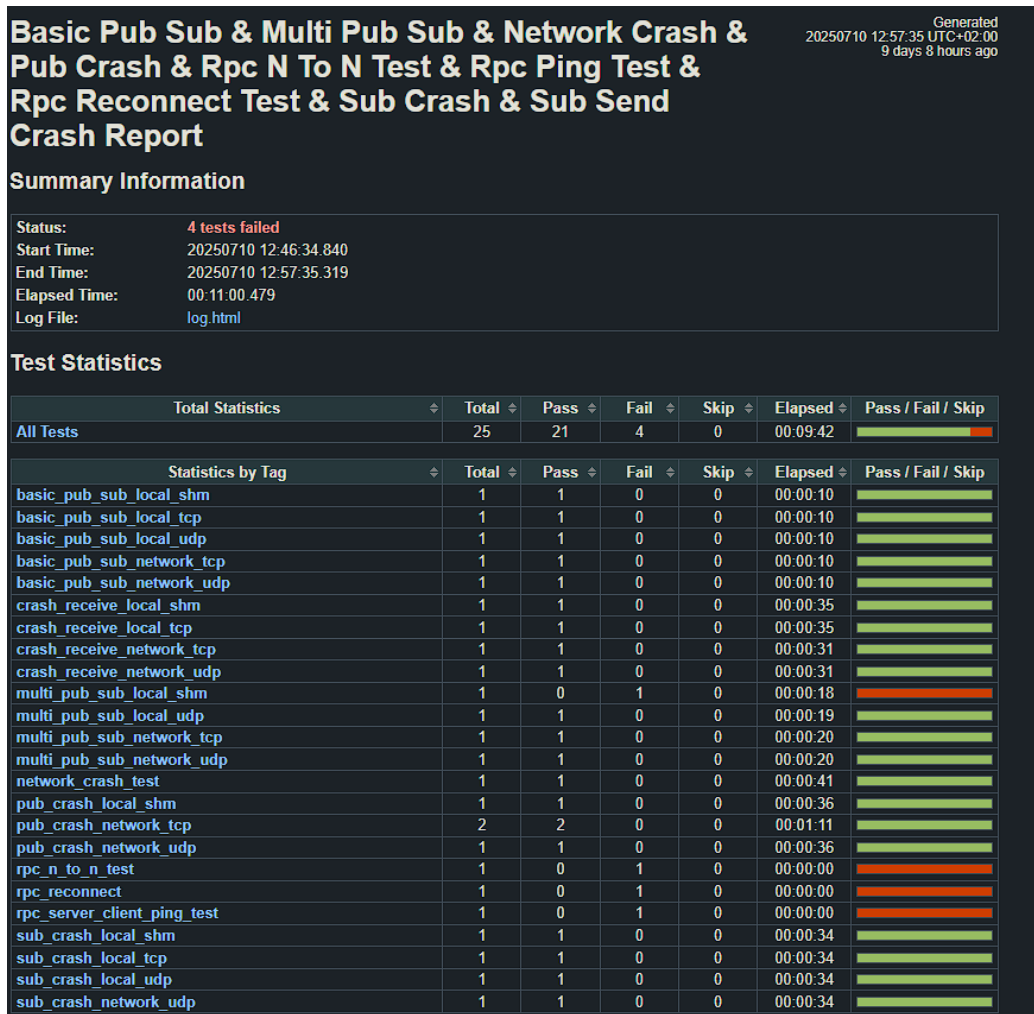 Basic Pub Sub & Multi Pub Sub & Network Crash &
Pub Crash & Rpc N To N Test & Rpc Ping Test &
Rpc Reconnect Test & Sub Crash & Sub Send
Crash Report
Generated
20250710 12:57:35 UTC+02:00
9 days 8 hours ago
Summary Information
Status: 4 tests failed
Start Time: 20250710 12:46:34.840
End Time: 20250710 12:57:35.319
Elapsed Time: 00:11:00.479
Log File: log.html
Test Statistics
Total Statistics Total Pass Fail Skip Elapsed Pass / Fail / Skip
All Tests 25 21 4 0 00:09:42
Statistics by Tag Total Pass Fail Skip Elapsed Pass / Fail / Skip
basic_pub_sub_local_shm 1 1 0 0 00:00:10
basic_pub_sub_local_tcp 1 1 0 0 00:00:10
basic_pub_sub_local_udp 1 1 0 0 00:00:10
basic_pub_sub_network_tcp 1 1 0 0 00:00:10
basic_pub_sub_network_udp 1 1 0 0 00:00:10
crash_receive_local_shm 1 1 0 0 00:00:35
crash_receive_local_tcp 1 1 0 0 00:00:35
crash_receive_network_tcp 1 1 0 0 00:00:31
crash_receive_network_udp 1 1 0 0 00:00:31
multi_pub_sub_local_shm 1 0 1 0 00:00:18
multi_pub_sub_local_udp 1 1 0 0 00:00:19
multi_pub_sub_network_tcp 1 1 0 0 00:00:20
multi_pub_sub_network_udp 1 1 0 0 00:00:20
network_crash_test 1 1 0 0 00:00:41
pub_crash_local_shm 1 1 0 0 00:00:36
pub_crash_network_tcp 2 2 0 0 00:01:11
pub_crash_network_udp 1 1 0 0 00:00:36
rpc_n_to_n_test 1 0 1 0 00:00:00
rpc_reconnect 1 0 1 0 00:00:00
rpc_server_client_ping_test 1 0 1 0 00:00:00
sub_crash_local_shm 1 1 0 0 00:00:34
sub_crash_local_tcp 1 1 0 0 00:00:34
sub_crash_local_udp 1 1 0 0 00:00:34
sub_crash_network_udp 1 1 0 0 00:00:34